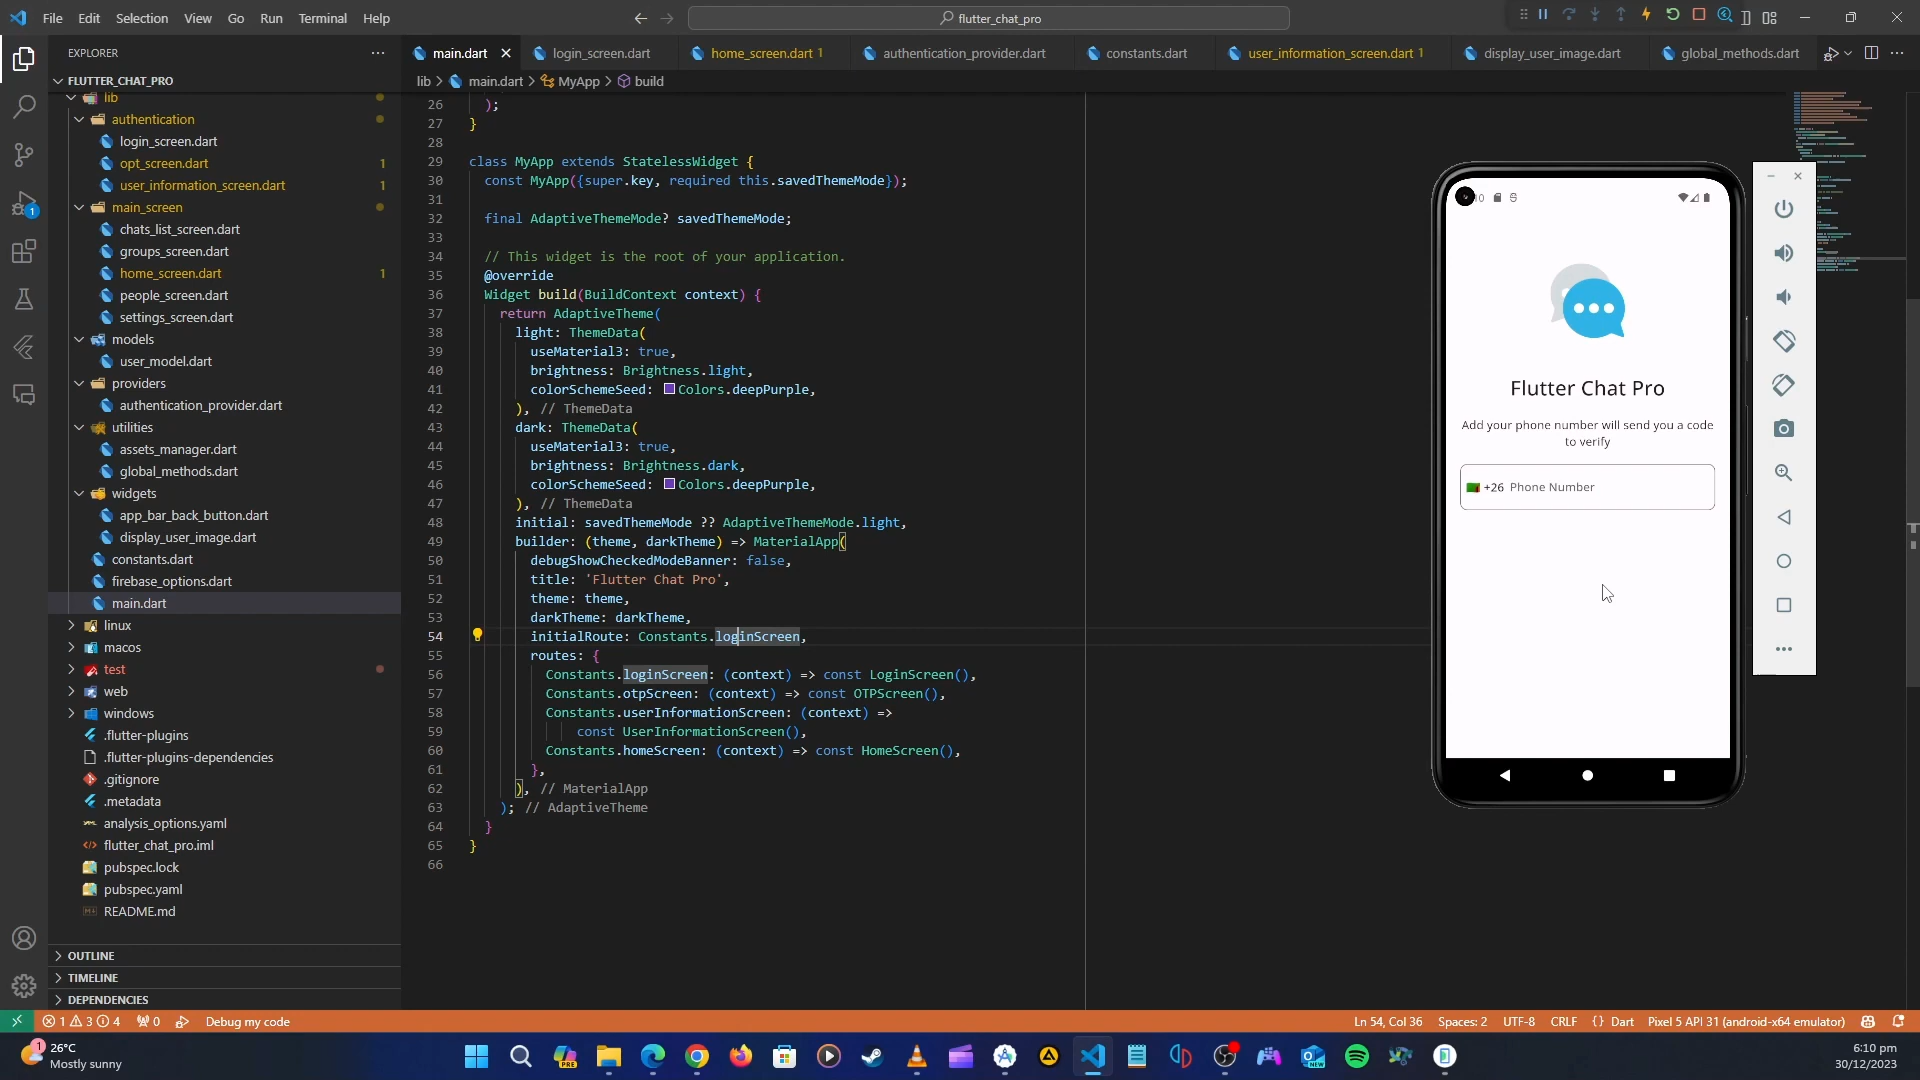 File Edit Selection View Go Run Terminal Help
flutter_chat_pro
EXPLORER
FLUTTER_CHAT_PRO
lib
authentication
login_screen.dart
opt_screen.dart 1
user_information_screen.dart 1
main_screen
chats_list_screen.dart
groups_screen.dart
home_screen.dart 1
people_screen.dart
settings_screen.dart
models
user_model.dart
providers
authentication_provider.dart
utilities
assets_manager.dart
global_methods.dart
widgets
app_bar_back_button.dart
display_user_image.dart
constants.dart
firebase_options.dart
main.dart
linux
macos
test
web
windows
.flutter-plugins
.flutter-plugins-dependencies
.gitignore
.metadata
analysis_options.yaml
flutter_chat_pro.iml
pubspec.lock
pubspec.yaml
README.md
OUTLINE
TIMELINE
DEPENDENCIES
1
main.dart login_screen.dart home_screen.dart 1 authentication_provider.dart constants.dart user_information_screen.dart 1 display_user_image.dart global_methods.dart
lib > main.dart > MyApp > build
26 );
27 }
28
29 class MyApp extends StatelessWidget {
30 const MyApp({super.key, required this.savedThemeMode});
31
32 final AdaptiveThemeMode? savedThemeMode;
33
34 // This widget is the root of your application.
35 @override
36 Widget build(BuildContext context) {
37 return AdaptiveTheme(
38 light: ThemeData(
39 useMaterial3: true,
40 brightness: Brightness.light,
41 colorSchemeSeed: Colors.deepPurple,
42 ), // ThemeData
43 dark: ThemeData(
44 useMaterial3: true,
45 brightness: Brightness.dark,
46 colorSchemeSeed: Colors.deepPurple,
47 ), // ThemeData
48 initial: savedThemeMode ?? AdaptiveThemeMode.light,
49 builder: (theme, darkTheme) => MaterialApp(
50 debugShowCheckedModeBanner: false,
51 title: 'Flutter Chat Pro',
52 theme: theme,
53 darkTheme: darkTheme,
54 initialRoute: Constants.loginScreen,
55 routes: {
56 Constants.loginScreen: (context) => const LoginScreen(),
57 Constants.otpScreen: (context) => const OTPScreen(),
58 Constants.userInformationScreen: (context) =>
59 const UserInformationScreen(),
60 Constants.homeScreen: (context) => const HomeScreen(),
61 },
62 ), // MaterialApp
63 ); // AdaptiveTheme
64 }
65 }
66
Flutter Chat Pro
Add your phone number will send you a code
to verify
+26 Phone Number
1 3 4 0 Debug my code Ln 54, Col 36 Spaces: 2 UTF-8 CRLF {} Dart Pixel 5 API 31 (android-x64 emulator)
1
26°C
Mostly sunny
PRE
NEW
6:10 pm
30/12/2023